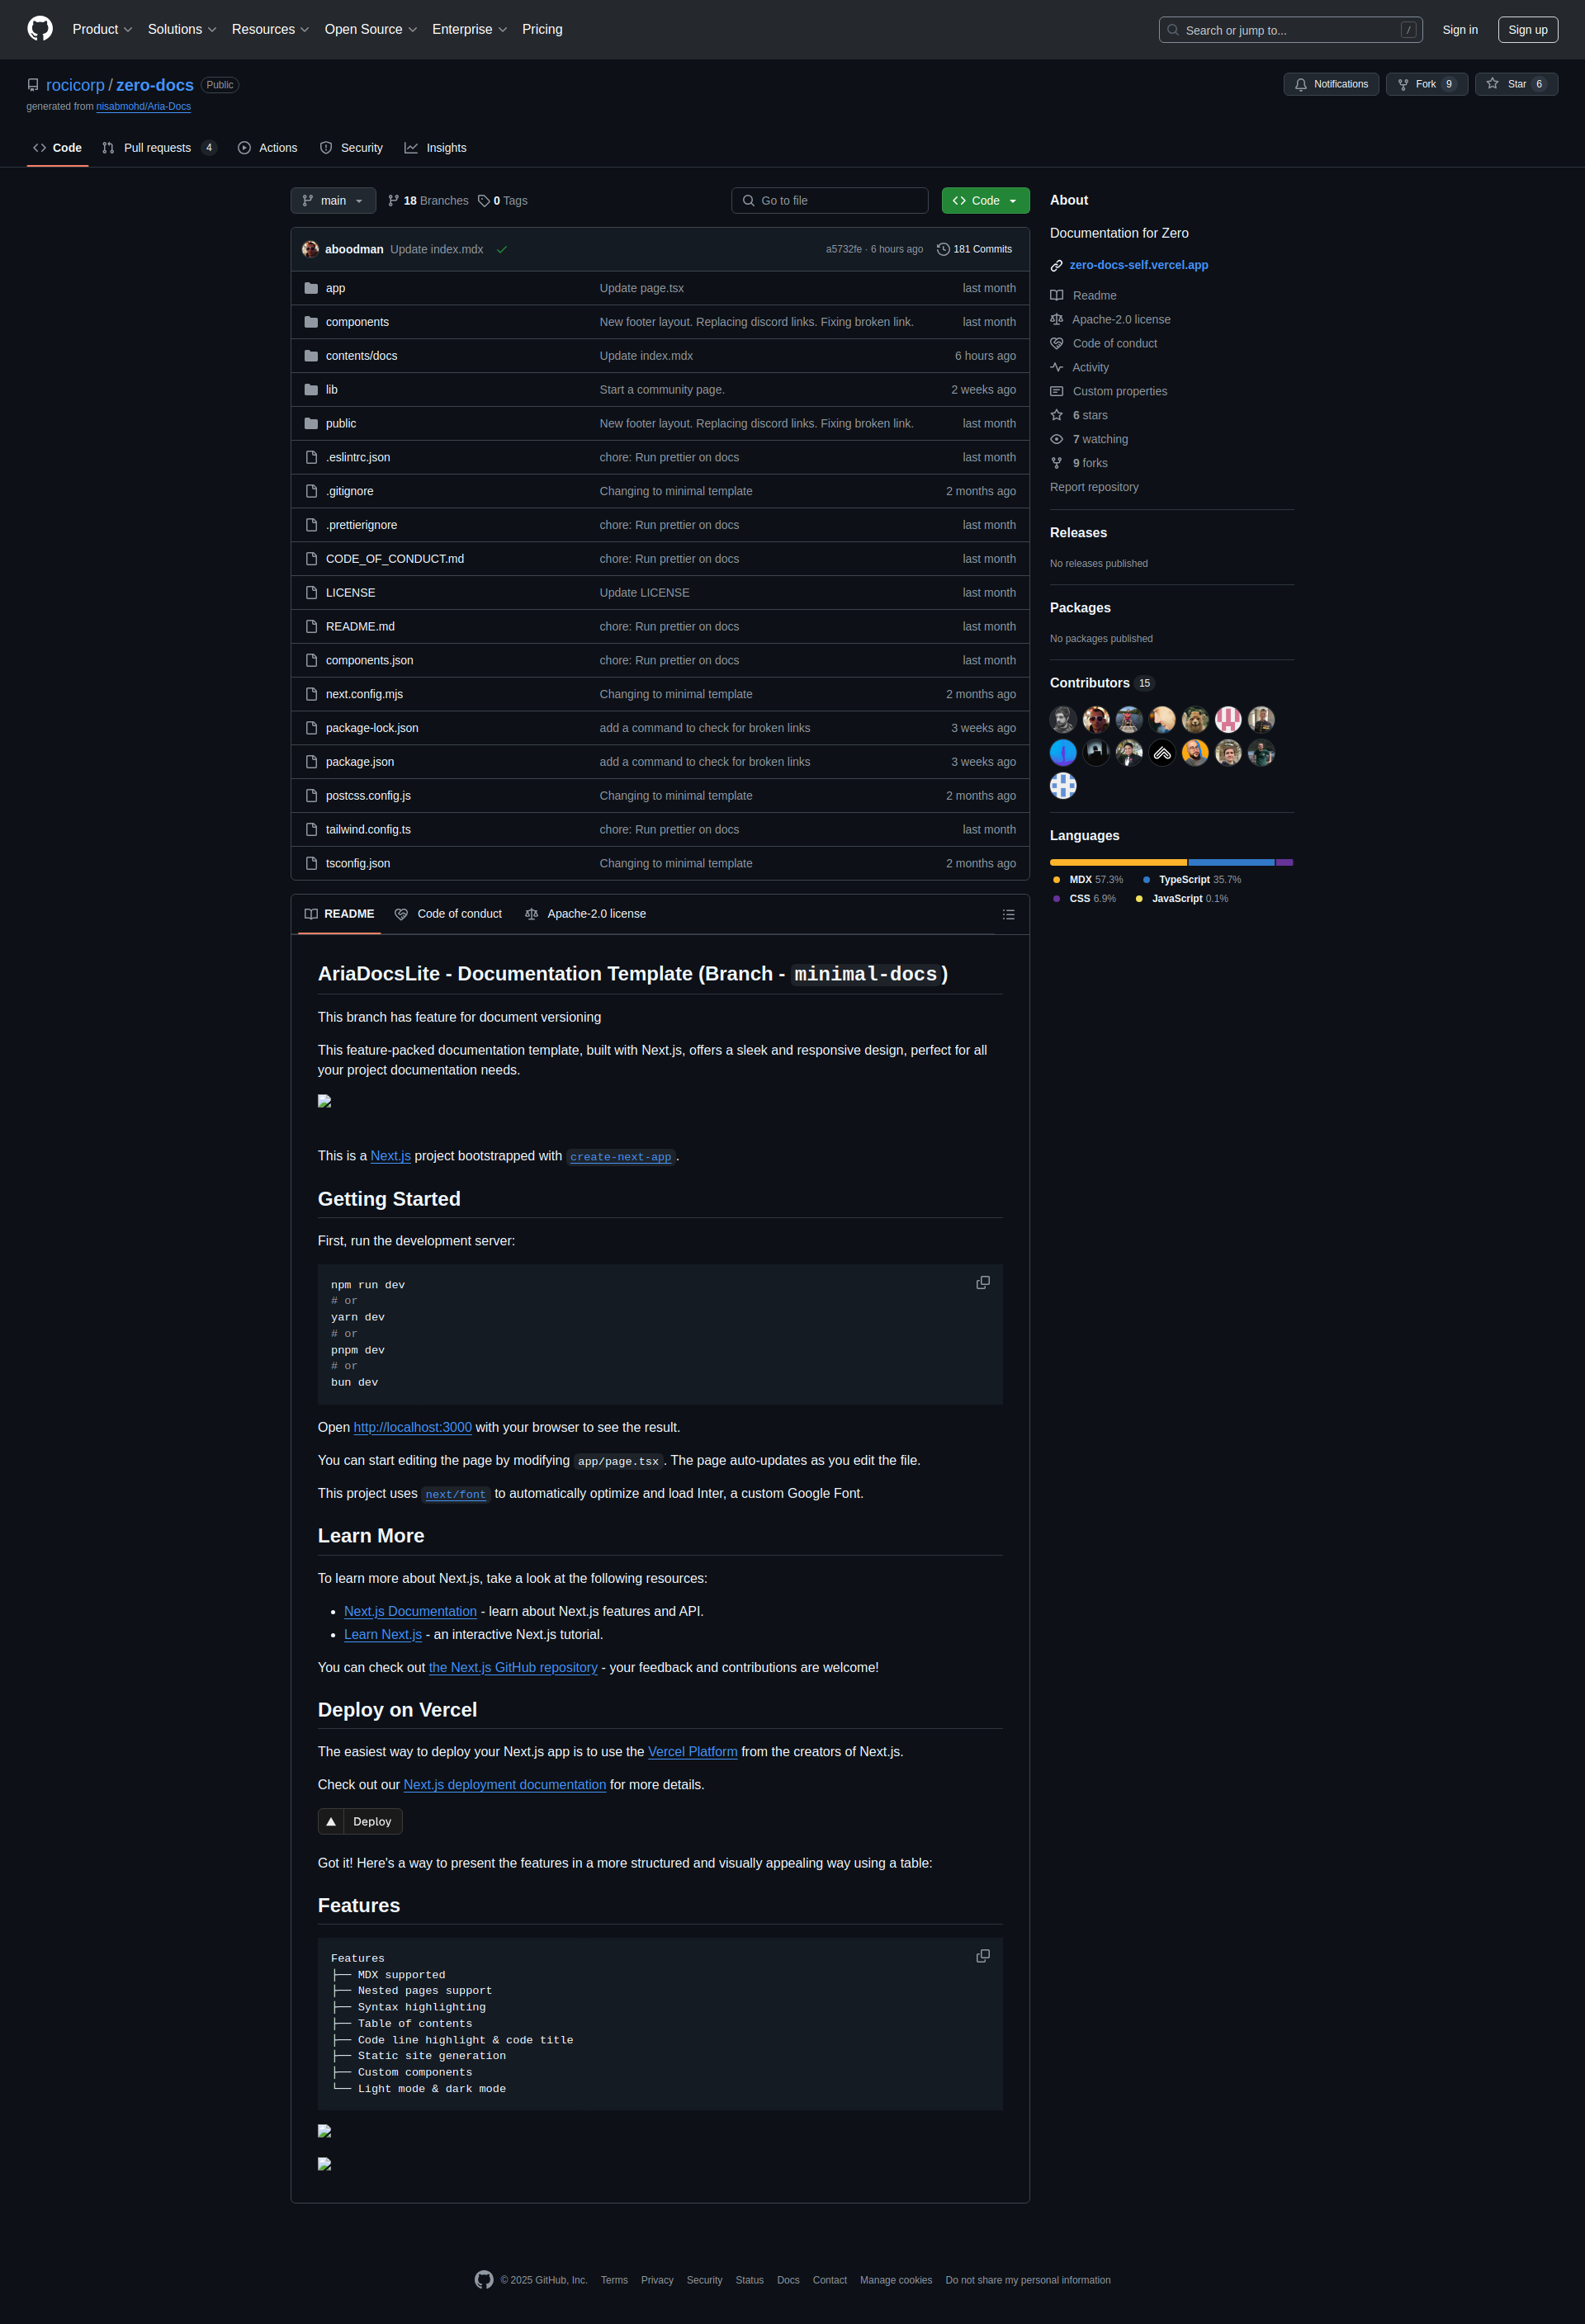 Product Solutions Resources Open Source Enterprise Pricing Search or jump to... / Sign in Sign up
rocicorp / zero-docs Public Notifications Fork 9 Star 6
generated from nisabmohd/Aria-Docs
Code Pull requests 4 Actions Security Insights
main 18 Branches 0 Tags Go to file Code
aboodman Update index.mdx a5732fe · 6 hours ago 181 Commits
app Update page.tsx last month
components New footer layout. Replacing discord links. Fixing broken link. last month
contents/docs Update index.mdx 6 hours ago
lib Start a community page. 2 weeks ago
public New footer layout. Replacing discord links. Fixing broken link. last month
.eslintrc.json chore: Run prettier on docs last month
.gitignore Changing to minimal template 2 months ago
.prettierignore chore: Run prettier on docs last month
CODE_OF_CONDUCT.md chore: Run prettier on docs last month
LICENSE Update LICENSE last month
README.md chore: Run prettier on docs last month
components.json chore: Run prettier on docs last month
next.config.mjs Changing to minimal template 2 months ago
package-lock.json add a command to check for broken links 3 weeks ago
package.json add a command to check for broken links 3 weeks ago
postcss.config.js Changing to minimal template 2 months ago
tailwind.config.ts chore: Run prettier on docs last month
tsconfig.json Changing to minimal template 2 months ago
README Code of conduct Apache-2.0 license
AriaDocsLite - Documentation Template (Branch - minimal-docs)
This branch has feature for document versioning
This feature-packed documentation template, built with Next.js, offers a sleek and responsive design, perfect for all
your project documentation needs.
This is a Next.js project bootstrapped with create-next-app.
Getting Started
First, run the development server:
npm run dev
# or
yarn dev
# or
pnpm dev
# or
bun dev
Open http://localhost:3000 with your browser to see the result.
You can start editing the page by modifying app/page.tsx. The page auto-updates as you edit the file.
This project uses next/font to automatically optimize and load Inter, a custom Google Font.
Learn More
To learn more about Next.js, take a look at the following resources:
• Next.js Documentation - learn about Next.js features and API.
• Learn Next.js - an interactive Next.js tutorial.
You can check out the Next.js GitHub repository - your feedback and contributions are welcome!
Deploy on Vercel
The easiest way to deploy your Next.js app is to use the Vercel Platform from the creators of Next.js.
Check out our Next.js deployment documentation for more details.
Deploy
Got it! Here's a way to present the features in a more structured and visually appealing way using a table:
Features
Features
├── MDX supported
├── Nested pages support
├── Syntax highlighting
├── Table of contents
├── Code line highlight & code title
├── Static site generation
├── Custom components
└── Light mode & dark mode
About
Documentation for Zero
zero-docs-self.vercel.app
Readme
Apache-2.0 license
Code of conduct
Activity
Custom properties
6 stars
7 watching
9 forks
Report repository
Releases
No releases published
Packages
No packages published
Contributors 15
Languages
MDX 57.3% TypeScript 35.7%
CSS 6.9% JavaScript 0.1%
© 2025 GitHub, Inc. Terms Privacy Security Status Docs Contact Manage cookies Do not share my personal information